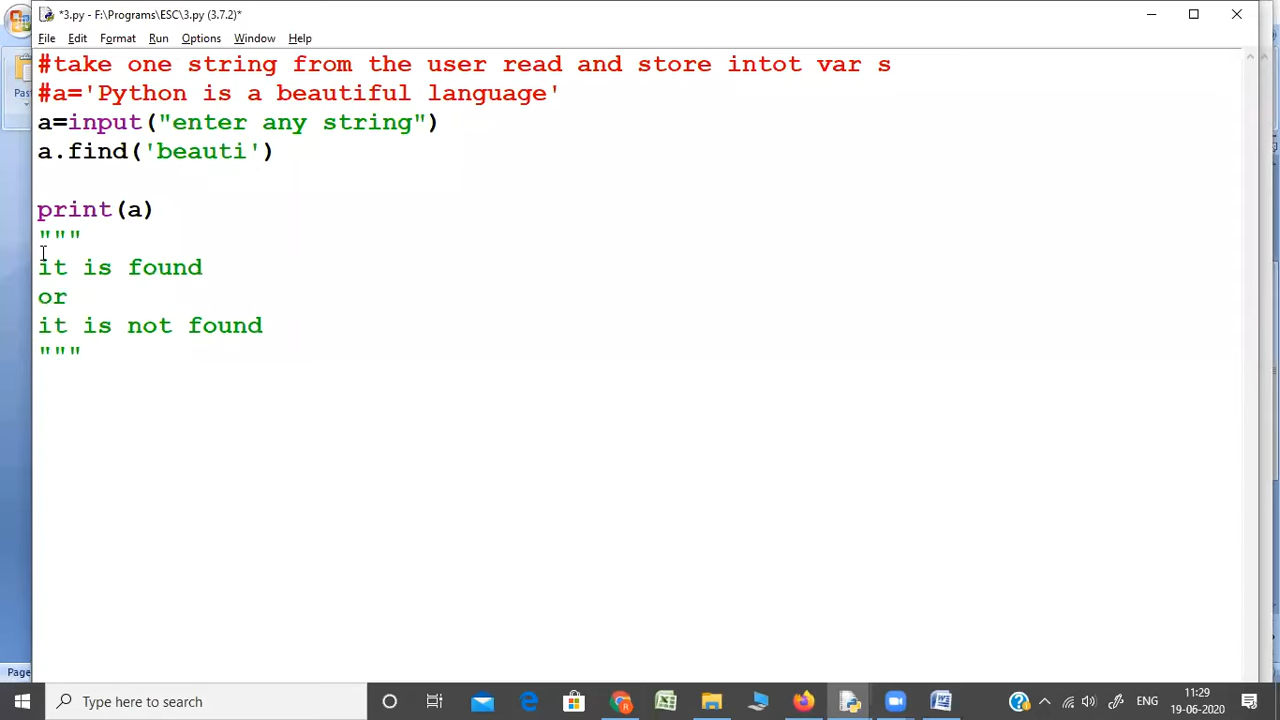 *3.py - F:\Programs\ESC\3.py (3.7.2)*
File Edit Format Run Options Window Help
#take one string from the user read and store intot var s
#a='Python is a beautiful language'
a=input("enter any string")
a.find('beauti')
print(a)
"""
it is found
or
it is not found
"""
Page
Type here to search
ENG
11:29
19-06-2020